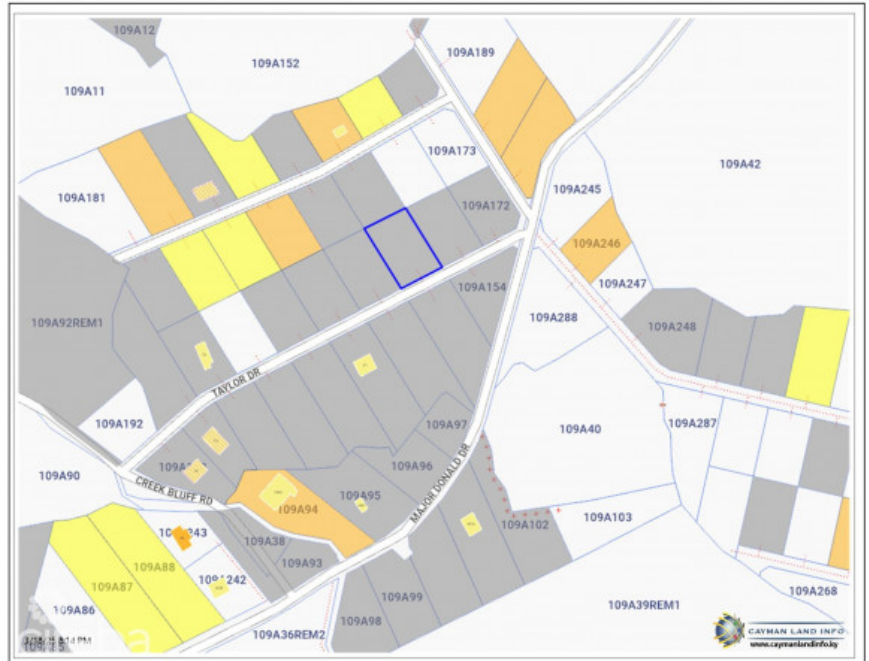 109A12
109A152
109A189
109A11
109A173
109A42
109A181
109A245
109A172
109A246
109A154
109A247
109A288
109A92REM1
109A248
TAYLOR DR
109A192
109A97
109A287
109A40
109A96
109A90
CREEK BLUFF RD
109A95
109A94
MAJOR DONALD DR
109A102
109A103
109A38
109A93
109A88
109A87
109A99
109A268
109A86
109A98
109A39REM1
109A36REM2
CAYMAN LAND INFO
www.caymanlandinfo.ky